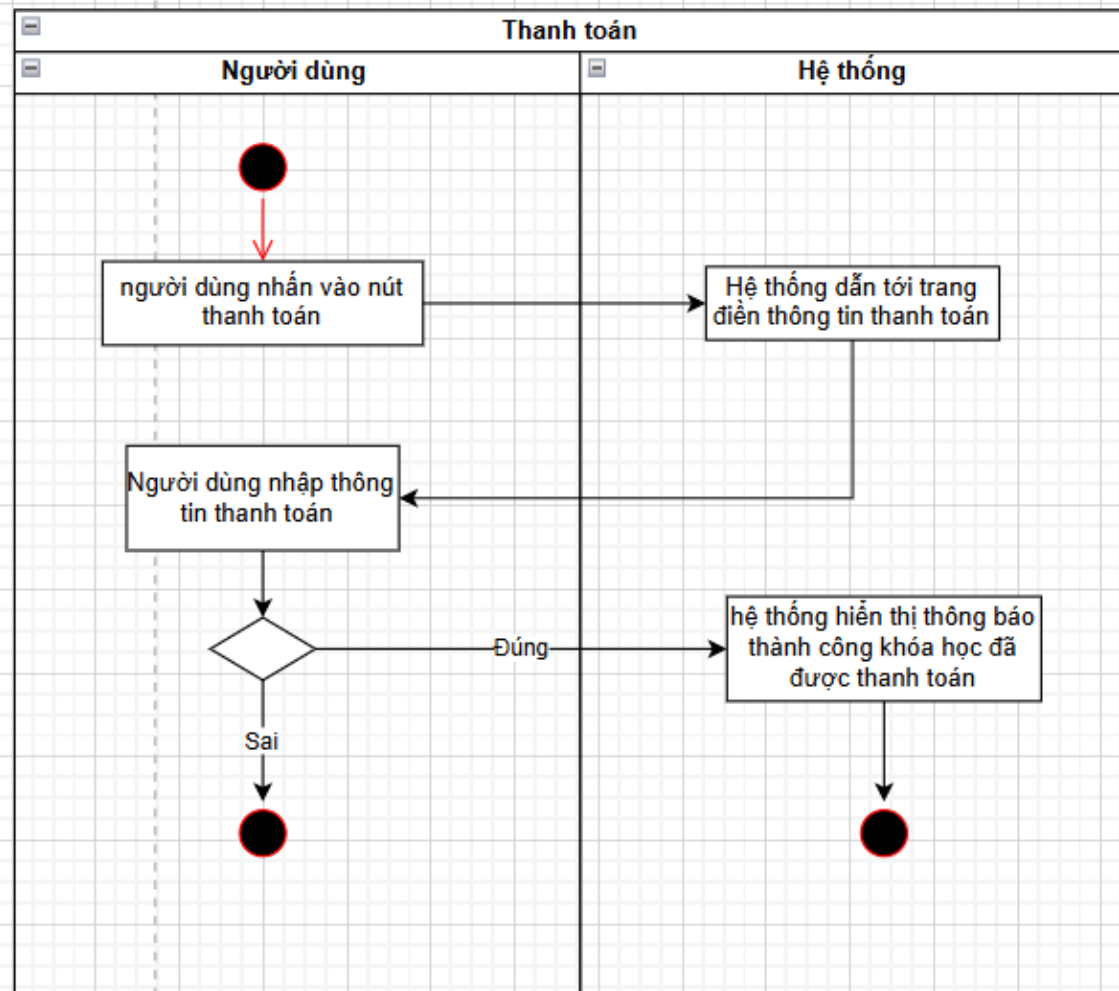 Thanh toán
Người dùng
Hệ thống
người dùng nhấn vào nút
thanh toán
Hệ thống dẫn tới trang
điền thông tin thanh toán
Người dùng nhập thông
tin thanh toán
Đúng
hệ thống hiển thị thông báo
thành công khóa học đã
được thanh toán
Sai